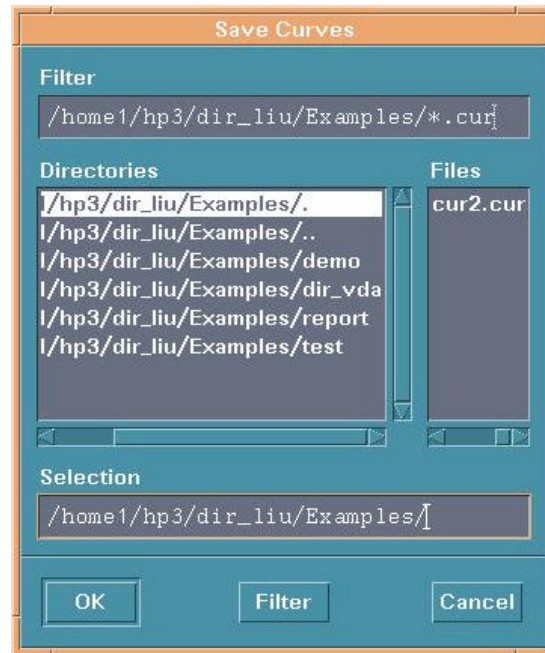 Save Curves
Filter
/home1/hp3/dir_liu/Examples/*.cur
Directories
l/hp3/dir_liu/Examples/.
l/hp3/dir_liu/Examples/..
l/hp3/dir_liu/Examples/demo
l/hp3/dir_liu/Examples/dir_vda
l/hp3/dir_liu/Examples/report
l/hp3/dir_liu/Examples/test
Files
cur2.cur
Selection
/home1/hp3/dir_liu/Examples/
OK
Filter
Cancel